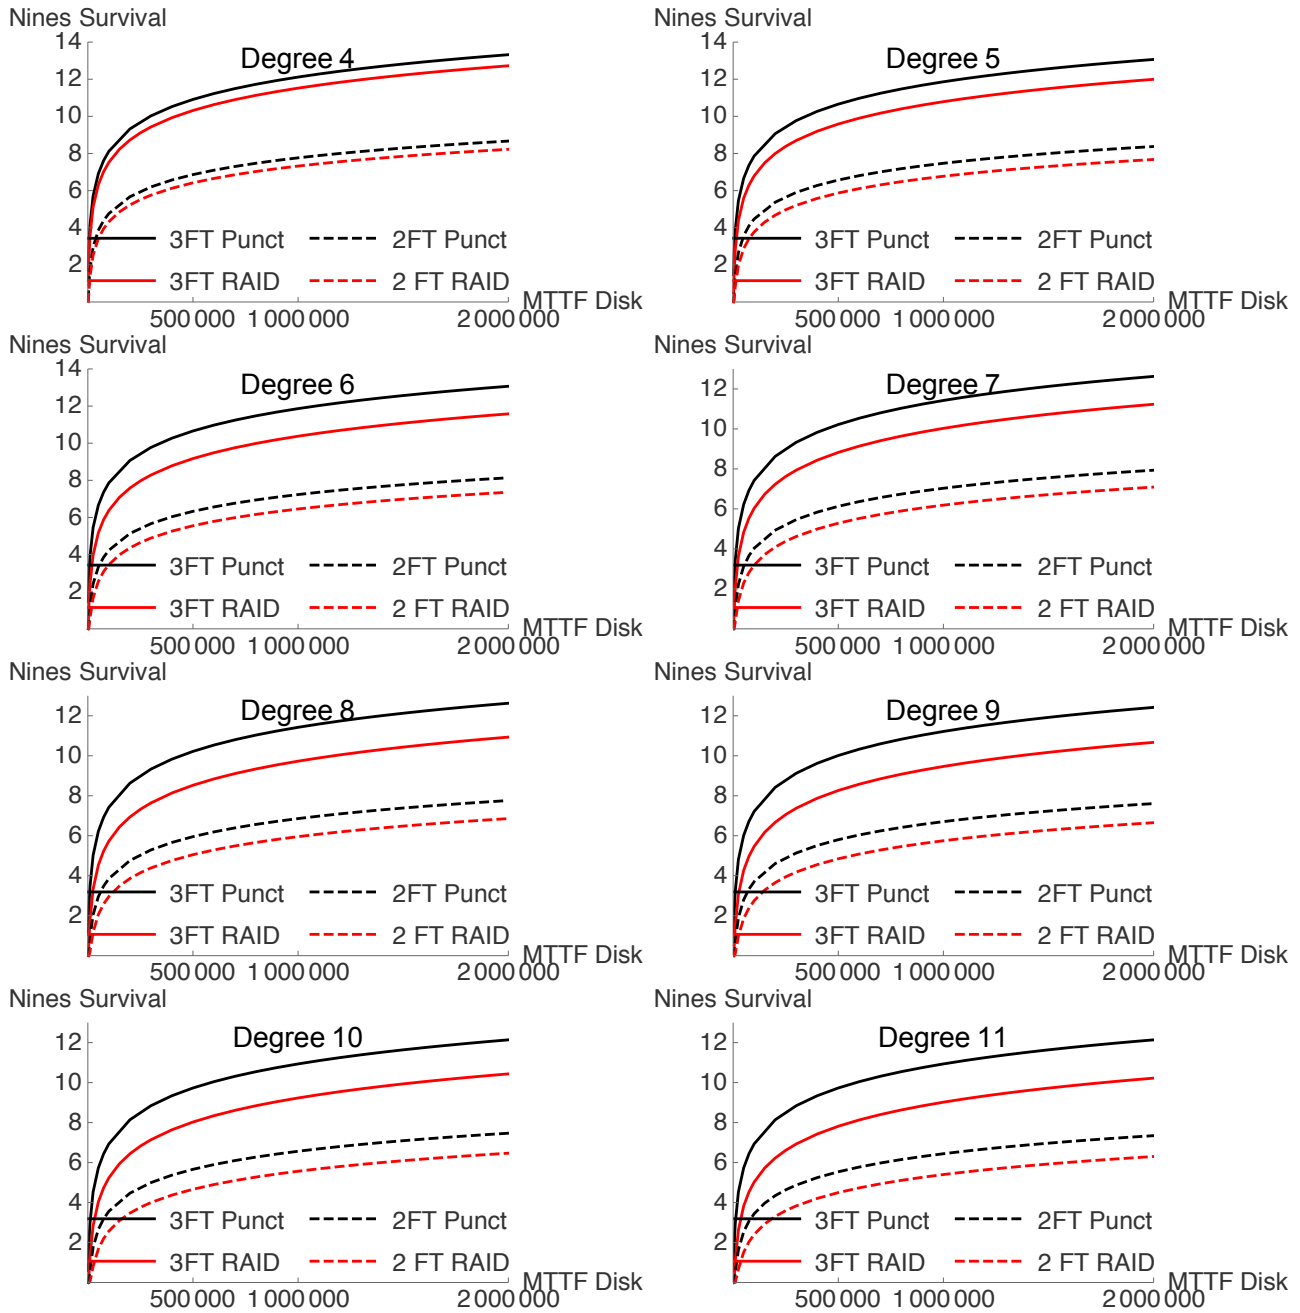 Nines Survival
14
Degree 4
12
10
8
6
4
3FT Punct 2FT Punct
2
3FT RAID 2 FT RAID
MTTF Disk
500 000 1 000 000 2 000 000
Nines Survival
14
Degree 5
12
10
8
6
4
3FT Punct 2FT Punct
2
3FT RAID 2 FT RAID
MTTF Disk
500 000 1 000 000 2 000 000
Nines Survival
14
Degree 6
12
10
8
6
4
3FT Punct 2FT Punct
2
3FT RAID 2 FT RAID
MTTF Disk
500 000 1 000 000 2 000 000
Nines Survival
Degree 7
12
10
8
6
4
3FT Punct 2FT Punct
2
3FT RAID 2 FT RAID
MTTF Disk
500 000 1 000 000 2 000 000
Nines Survival
Degree 8
12
10
8
6
4
3FT Punct 2FT Punct
2
3FT RAID 2 FT RAID
MTTF Disk
500 000 1 000 000 2 000 000
Nines Survival
Degree 9
12
10
8
6
4
3FT Punct 2FT Punct
2
3FT RAID 2 FT RAID
MTTF Disk
500 000 1 000 000 2 000 000
Nines Survival
Degree 10
12
10
8
6
4
3FT Punct 2FT Punct
2
3FT RAID 2 FT RAID
MTTF Disk
500 000 1 000 000 2 000 000
Nines Survival
Degree 11
12
10
8
6
4
3FT Punct 2FT Punct
2
3FT RAID 2 FT RAID
MTTF Disk
500 000 1 000 000 2 000 000